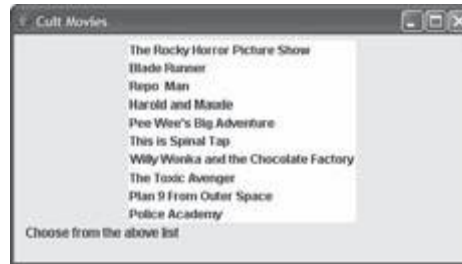 Cult Movies
The Rocky Horror Picture Show
Blade Runner
Repo Man
Harold and Maude
Pee Wee's Big Adventure
This is Spinal Tap
Willy Wonka and the Chocolate Factory
The Toxic Avenger
Plan 9 From Outer Space
Police Academy
Choose from the above list